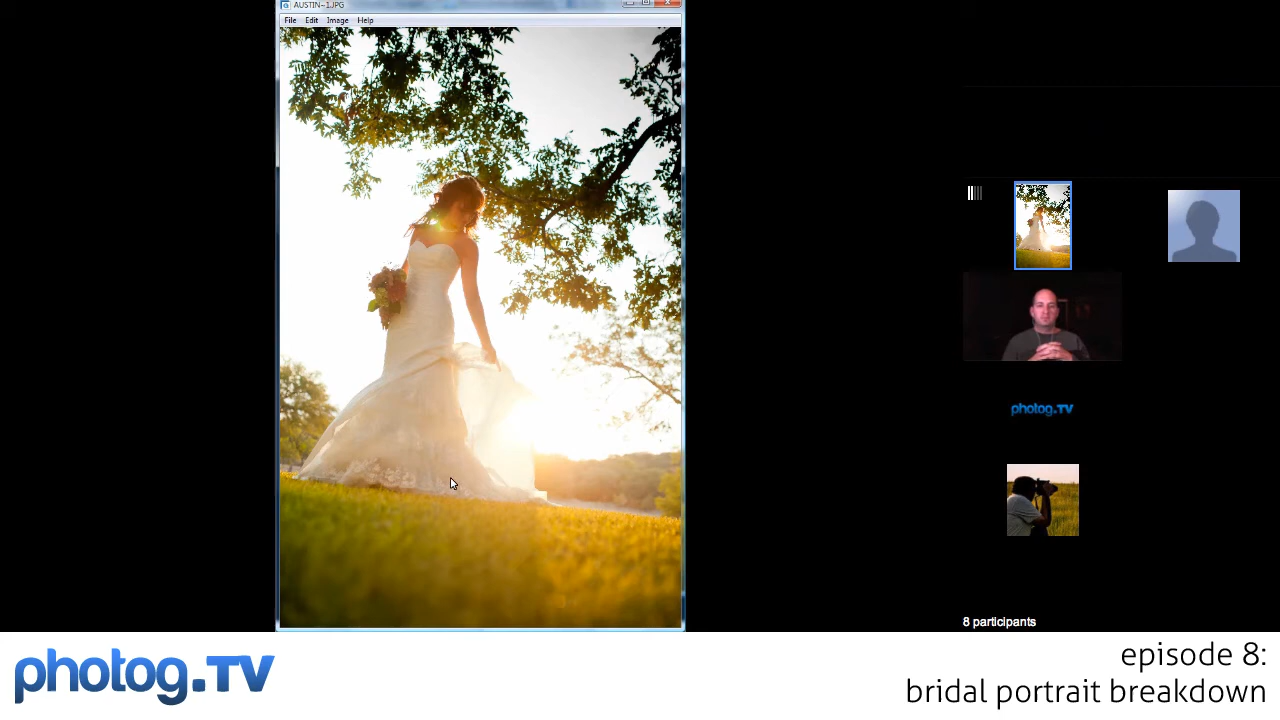 AUSTIN~1.JPG
File Edit Image Help
photog.TV
8 participants
photog.TV
episode 8:
bridal portrait breakdown